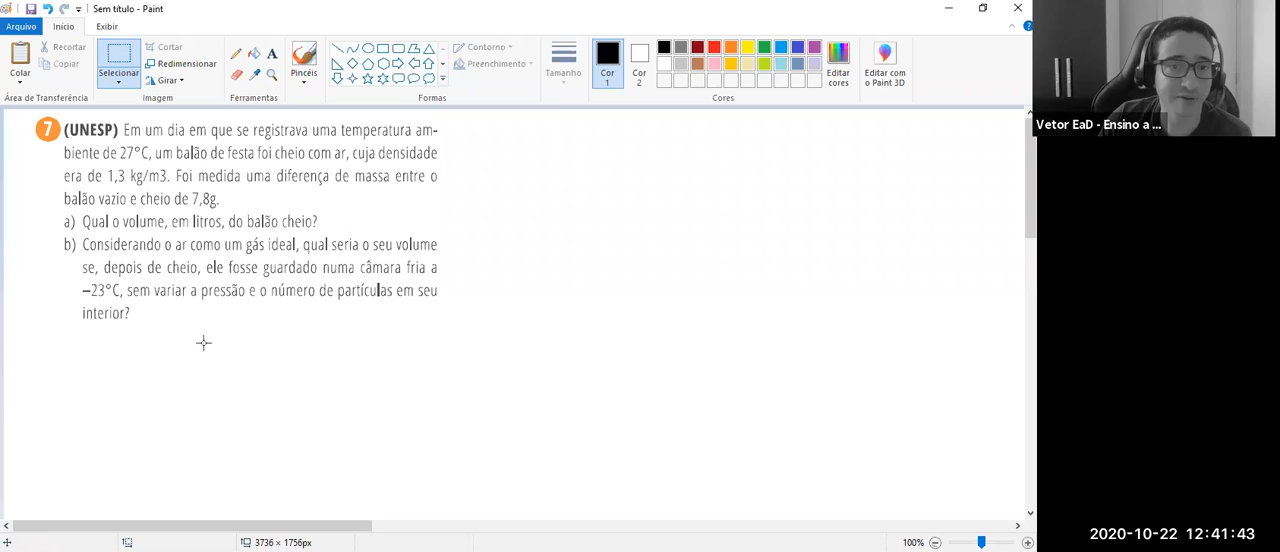 Sem título - Paint
Arquivo
Início
Exibir
Colar
Recortar
Copiar
Área de Transferência
Selecionar
Cortar
Redimensionar
Girar
Imagem
A
Ferramentas
Pincéis
Contorno
Preenchimento
Formas
Tamanho
Cor
1
Cor
2
Editar
cores
Cores
Editar com
o Paint 3D
7 (UNESP) Em um dia em que se registrava uma temperatura am-
biente de 27°C, um balão de festa foi cheio com ar, cuja densidade
era de 1,3 kg/m3. Foi medida uma diferença de massa entre o
balão vazio e cheio de 7,8g.
a) Qual o volume, em litros, do balão cheio?
b) Considerando o ar como um gás ideal, qual seria o seu volume
se, depois de cheio, ele fosse guardado numa câmara fria a
–23°C, sem variar a pressão e o número de partículas em seu
interior?
3736 × 1756px
100%
Vetor EaD - Ensino a ...
2020-10-22 12:41:43